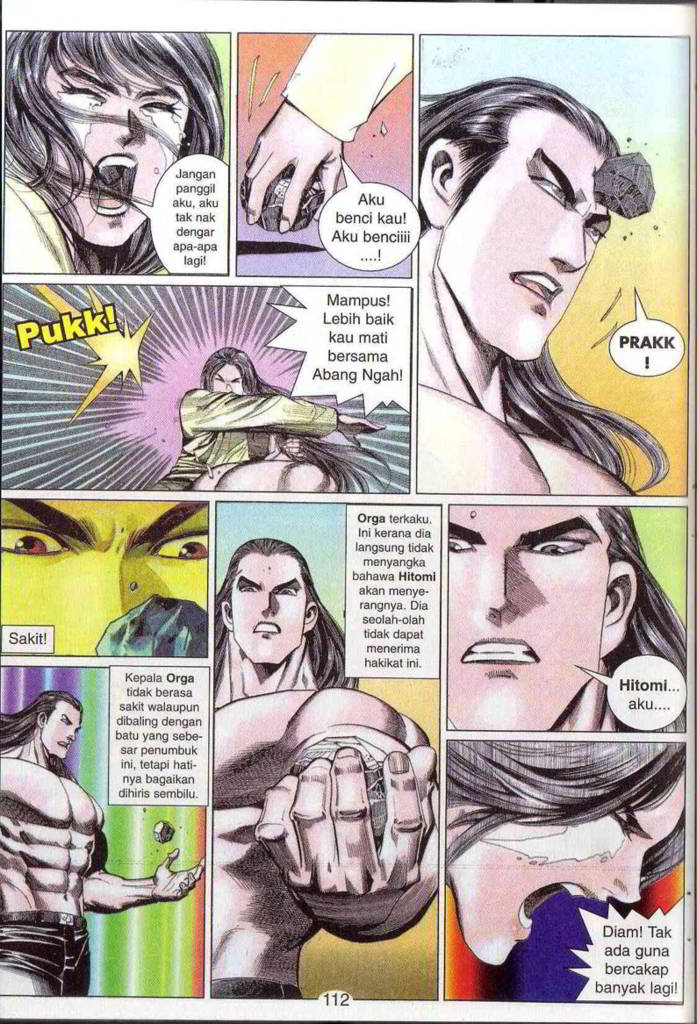 Jangan
panggil
aku, aku
tak nak
dengar
apa-apa
lagi!
Aku
benci kau!
Aku benciiii
....!
PRAKK
!
Pukk!
Mampus!
Lebih baik
kau mati
bersama
Abang Ngah!
Sakit!
Kepala Orga
tidak berasa
sakit walaupun
dibaling dengan
batu yang sebe-
sar penumbuk
ini, tetapi hati-
nya bagaikan
dihiris sembilu.
Orga terkaku.
Ini kerana dia
langsung tidak
menyangka
bahawa Hitomi
akan menye-
rangnya. Dia
seolah-olah
tidak dapat
menerima
hakikat ini.
Hitomi...
aku....
Diam! Tak
ada guna
bercakap
banyak lagi!
112